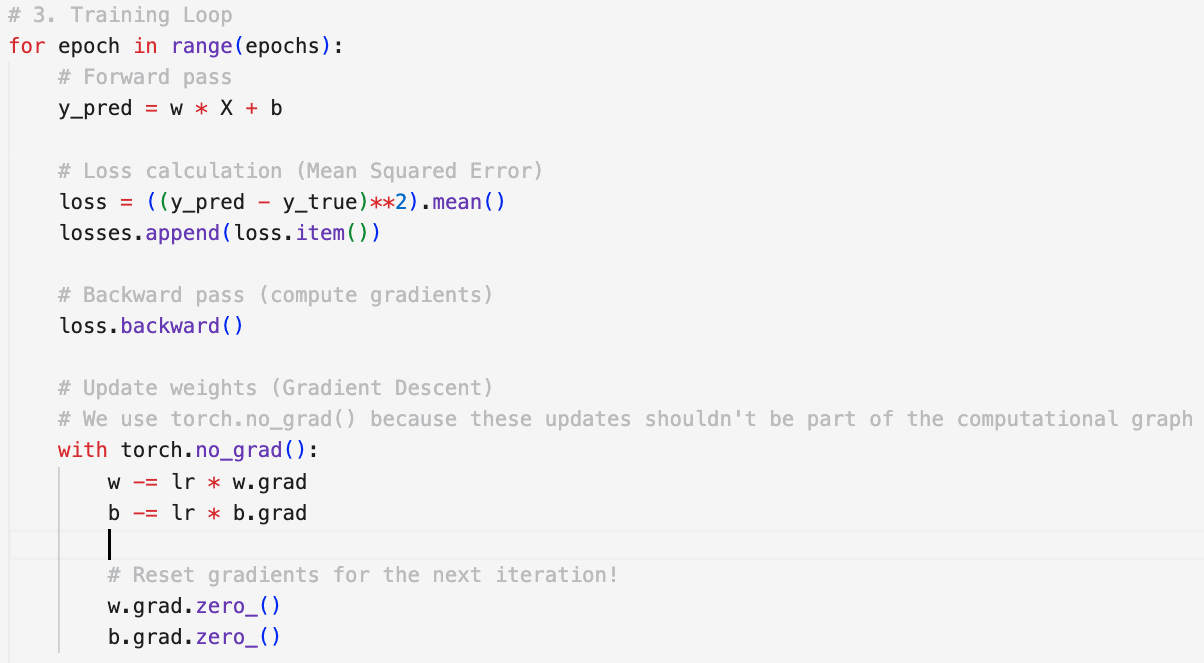 # 3. Training Loop
for epoch in range(epochs):
    # Forward pass
    y_pred = w * X + b

    # Loss calculation (Mean Squared Error)
    loss = ((y_pred - y_true)**2).mean()
    losses.append(loss.item())

    # Backward pass (compute gradients)
    loss.backward()

    # Update weights (Gradient Descent)
    # We use torch.no_grad() because these updates shouldn't be part of the computational graph
    with torch.no_grad():
        w -= lr * w.grad
        b -= lr * b.grad

        # Reset gradients for the next iteration!
        w.grad.zero_()
        b.grad.zero_()